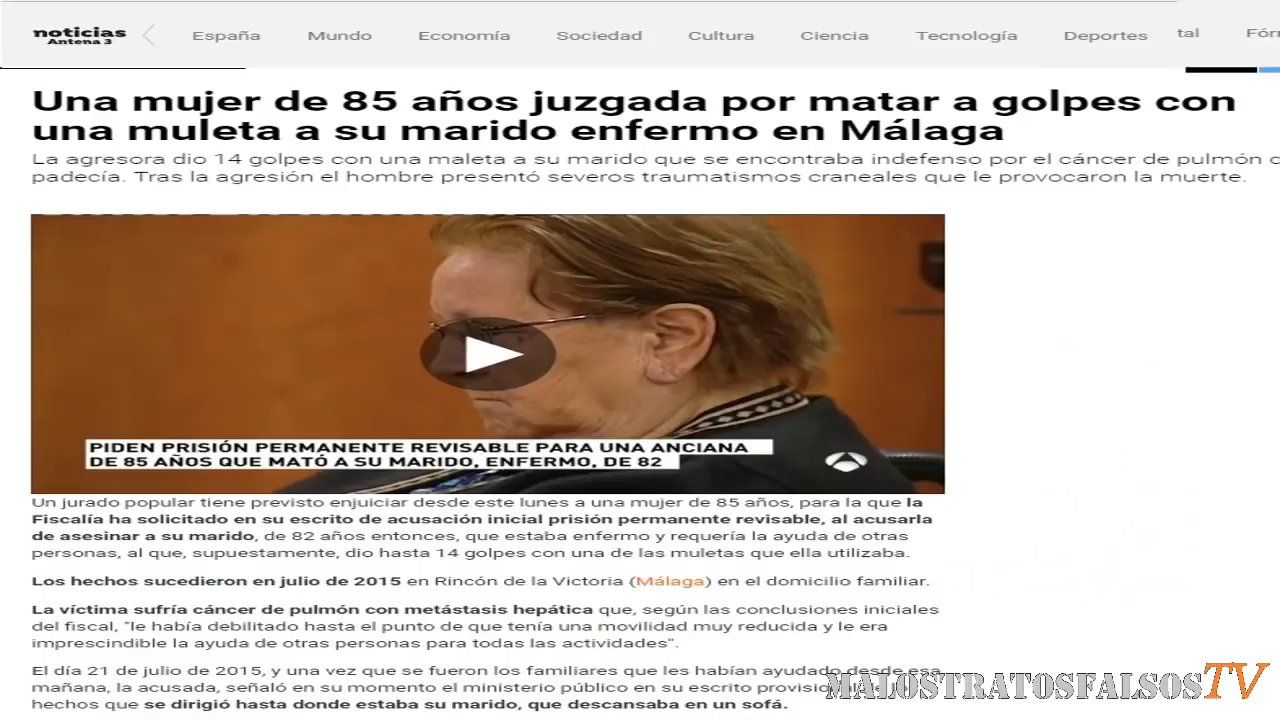 noticias
Antena 3
España Mundo Economía Sociedad Cultura Ciencia Tecnología Deportes tal Fór
Una mujer de 85 años juzgada por matar a golpes con
una muleta a su marido enfermo en Málaga
La agresora dio 14 golpes con una maleta a su marido que se encontraba indefenso por el cáncer de pulmón
padecía. Tras la agresión el hombre presentó severos traumatismos craneales que le provocaron la muerte.
PIDEN PRISIÓN PERMANENTE REVISABLE PARA UNA ANCIANA
DE 85 AÑOS QUE MATÓ A SU MARIDO, ENFERMO, DE 82
Un jurado popular tiene previsto enjuiciar desde este lunes a una mujer de 85 años, para la que la
Fiscalía ha solicitado en su escrito de acusación inicial prisión permanente revisable, al acusarla
de asesinar a su marido, de 82 años entonces, que estaba enfermo y requería la ayuda de otras
personas, al que, supuestamente, dio hasta 14 golpes con una de las muletas que ella utilizaba.
Los hechos sucedieron en julio de 2015 en Rincón de la Victoria (Málaga) en el domicilio familiar.
La víctima sufría cáncer de pulmón con metástasis hepática que, según las conclusiones iniciales
del fiscal, "le había debilitado hasta el punto de que tenía una movilidad muy reducida y le era
imprescindible la ayuda de otras personas para todas las actividades".
El día 21 de julio de 2015, y una vez que se fueron los familiares que les habían ayudado desde esa
mañana, la acusada, señaló en su momento el ministerio público en su escrito
hechos que se dirigió hasta donde estaba su marido, que descansaba en un sofá.
MALOSTRATOSFALSOSTV